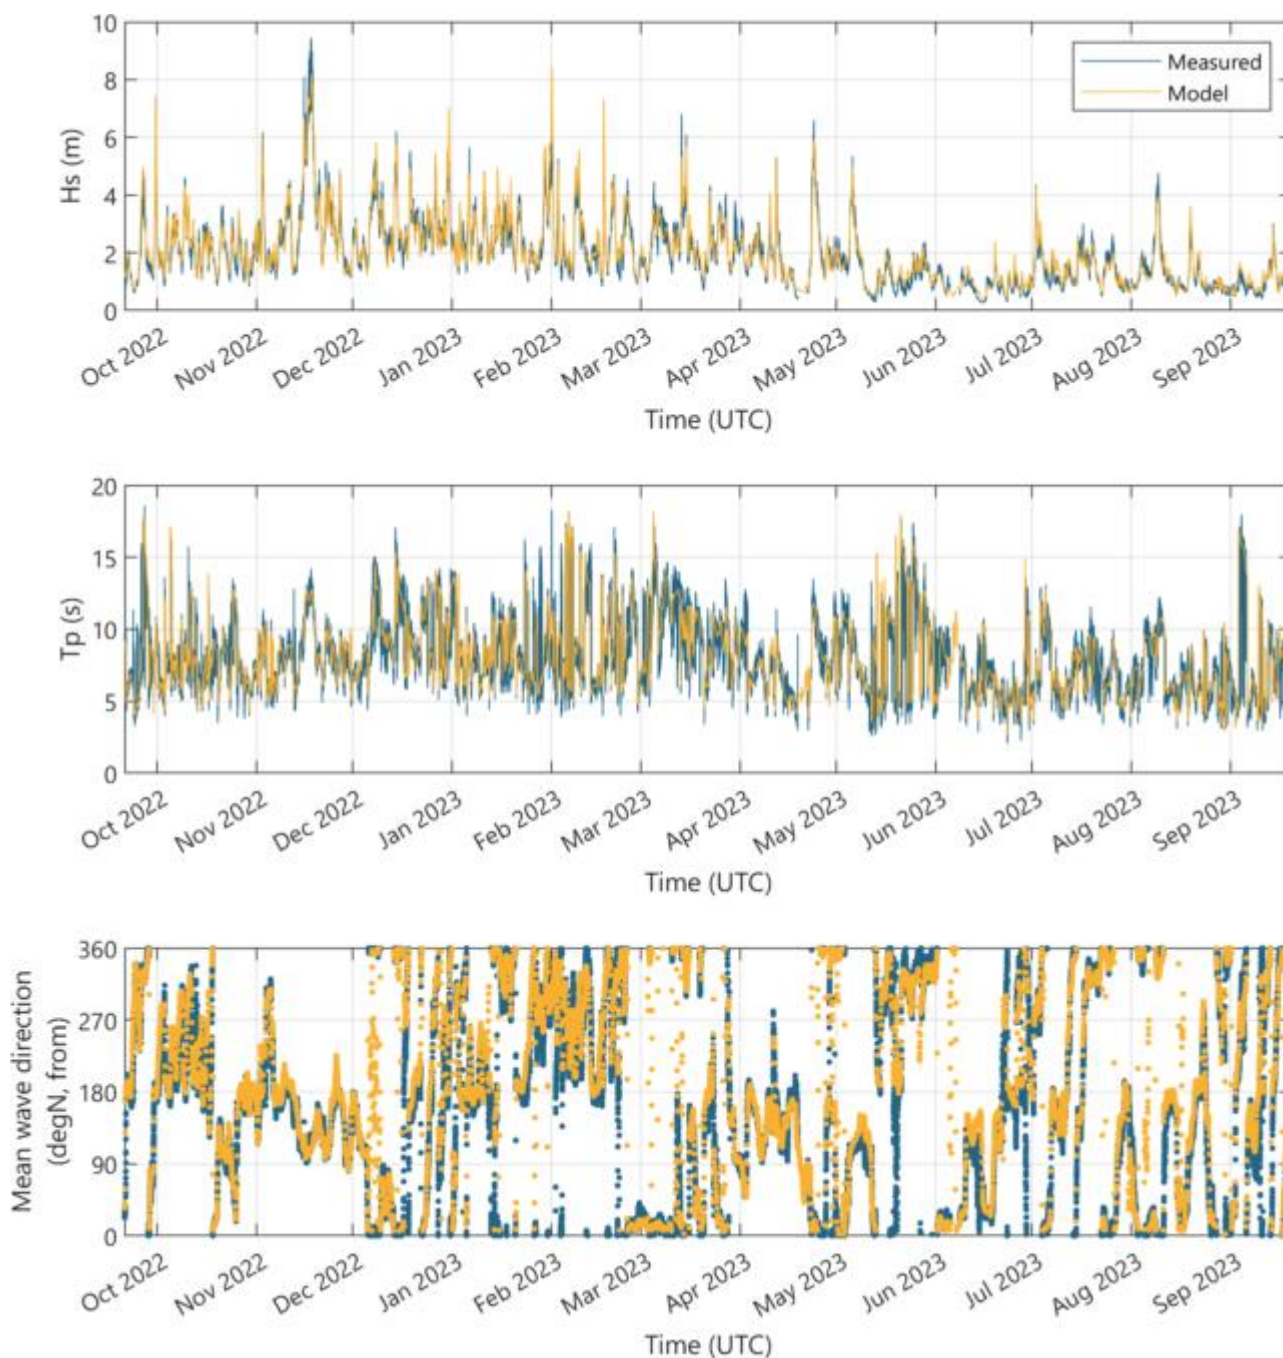 10
8
6
4
2
0
Hs (m)
Measured
Model
Oct 2022
Nov 2022
Dec 2022
Jan 2023
Feb 2023
Mar 2023
Apr 2023
May 2023
Jun 2023
Jul 2023
Aug 2023
Sep 2023
Time (UTC)
20
15
10
5
0
Tp (s)
Oct 2022
Nov 2022
Dec 2022
Jan 2023
Feb 2023
Mar 2023
Apr 2023
May 2023
Jun 2023
Jul 2023
Aug 2023
Sep 2023
Time (UTC)
360
270
180
90
0
Mean wave direction
(degN, from)
Oct 2022
Nov 2022
Dec 2022
Jan 2023
Feb 2023
Mar 2023
Apr 2023
May 2023
Jun 2023
Jul 2023
Aug 2023
Sep 2023
Time (UTC)